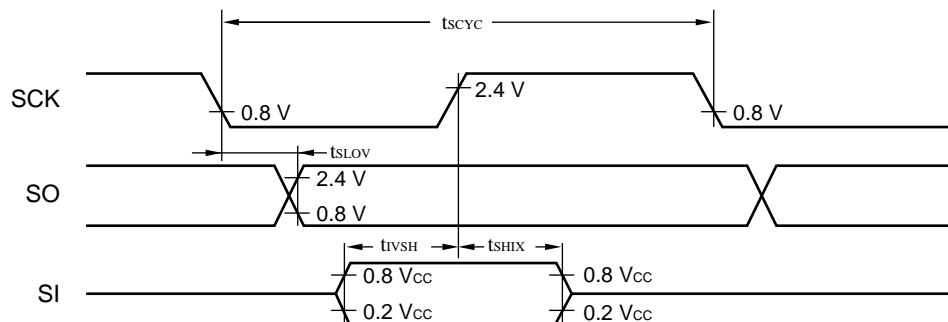 tSCYC
SCK
2.4 V
0.8 V
0.8 V
tSLOV
SO
2.4 V
0.8 V
tIVSH
tSHIX
SI
0.8 VCC
0.8 VCC
0.2 VCC
0.2 VCC